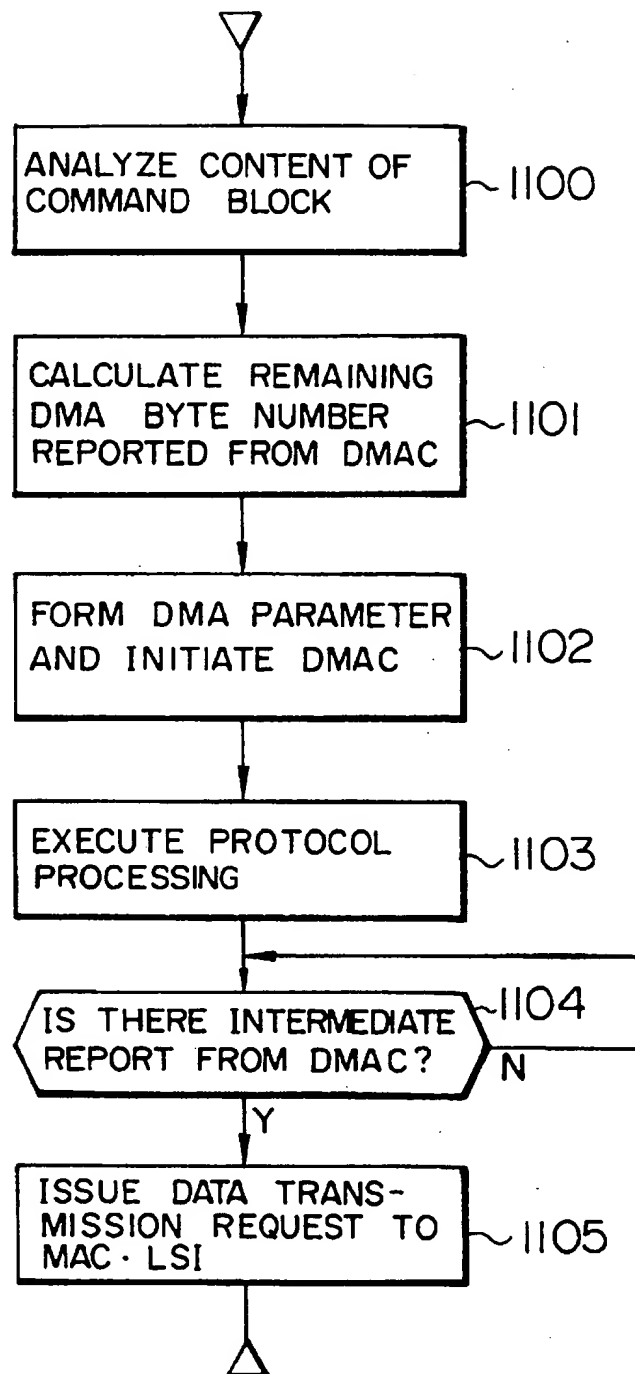 ANALYZE CONTENT OF
COMMAND BLOCK
1100
CALCULATE REMAINING
DMA BYTE NUMBER
REPORTED FROM DMAC
1101
FORM DMA PARAMETER
AND INITIATE DMAC
1102
EXECUTE PROTOCOL
PROCESSING
1103
IS THERE INTERMEDIATE
REPORT FROM DMAC?
1104
N
Y
ISSUE DATA TRANS-
MISSION REQUEST TO
MAC · LSI
1105